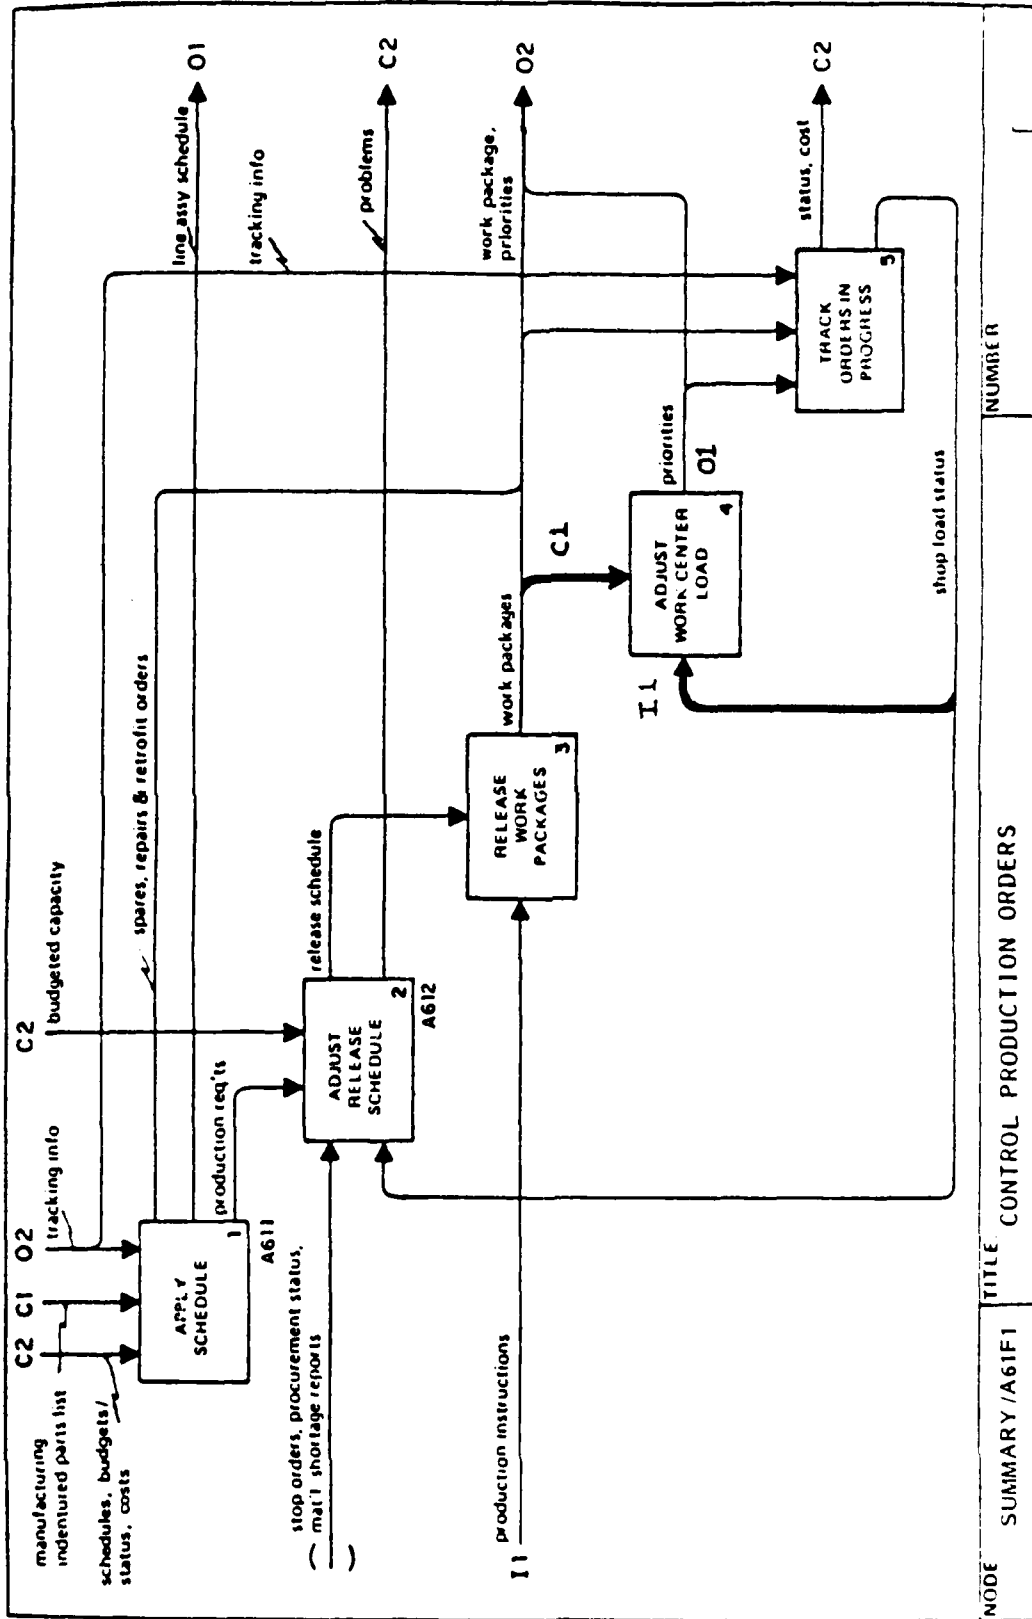 C2
C1
O2
C2
manufacturing
indentured parts list
tracking info
budgeted capacity
schedules, budgets/
status, costs
APPLY
SCHEDULE
1
A611
spares, repairs & retrofit orders
line assy schedule
O1
tracking info
production req'ts
stop orders, procurement status,
mat'l shortage reports
( )
ADJUST
RELEASE
SCHEDULE
2
A612
release schedule
problems
C2
I1
production instructions
RELEASE
WORK
PACKAGES
3
work packages
work package,
priorities
O2
C1
I1
ADJUST
WORK CENTER
LOAD
4
priorities
O1
TRACK
ORDERS IN
PROGRESS
5
status, cost
C2
shop load status
NODE
SUMMARY/A61F1
TITLE
CONTROL PRODUCTION ORDERS
NUMBER